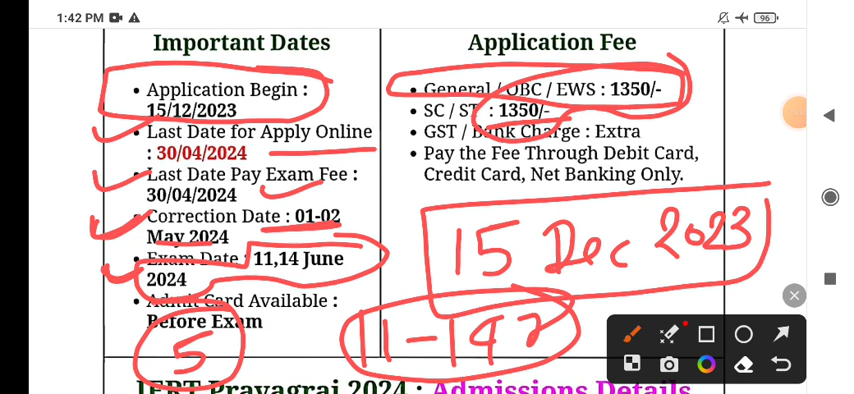 1:42 PM
96
Important Dates
• Application Begin :
15/12/2023
• Last Date for Apply Online
: 30/04/2024
• Last Date Pay Exam Fee :
30/04/2024
• Correction Date : 01-02
May 2024
• Exam Date : 11,14 June
2024
• Admit Card Available :
Before Exam
5
Application Fee
• General / OBC / EWS : 1350/-
• SC / ST : 1350/-
• GST / Bank Charge : Extra
• Pay the Fee Through Debit Card,
Credit Card, Net Banking Only.
15 Dec 2023
11-14
IERT Prayagraj 2024 : Admissions Details